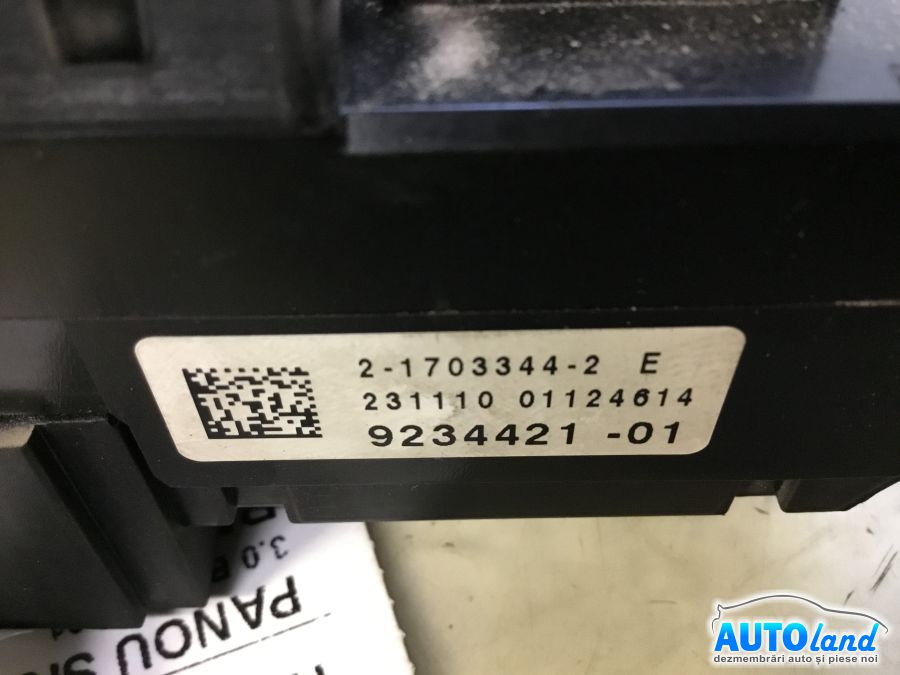 2-1703344-2 E
231110 01124614
9234421 -01
3.0
PANOU
AUTOland
dezmembrări auto și piese noi